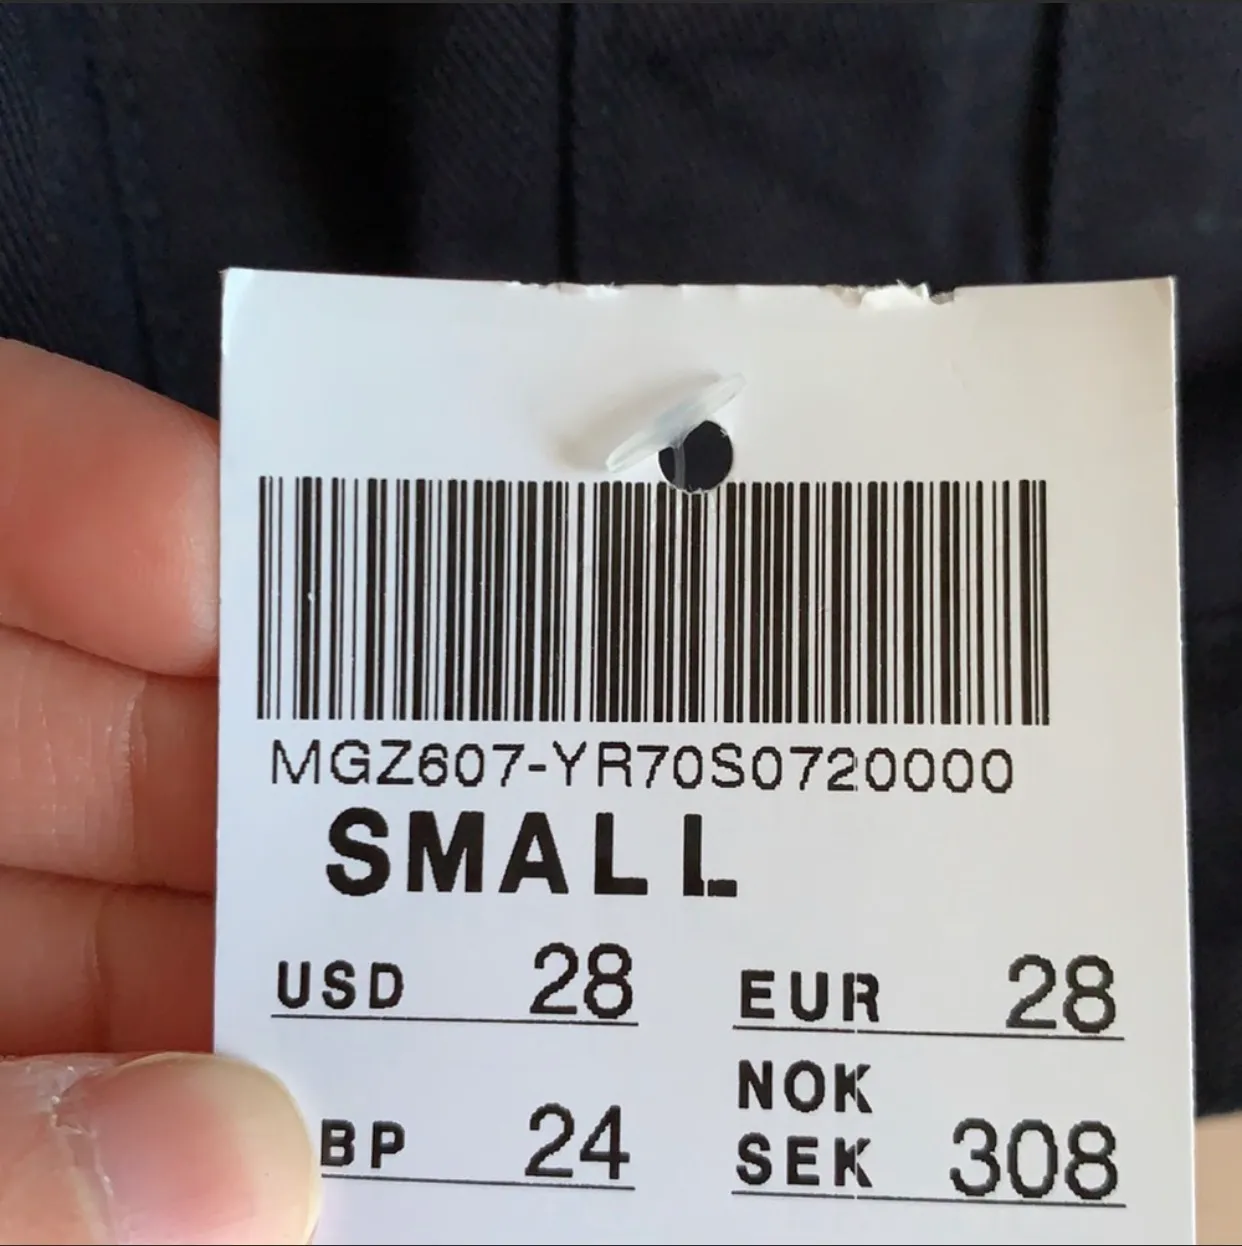 MGZ607-YR70S0720000
SMALL
USD 28 EUR 28
NOK
BP 24 SEK 308